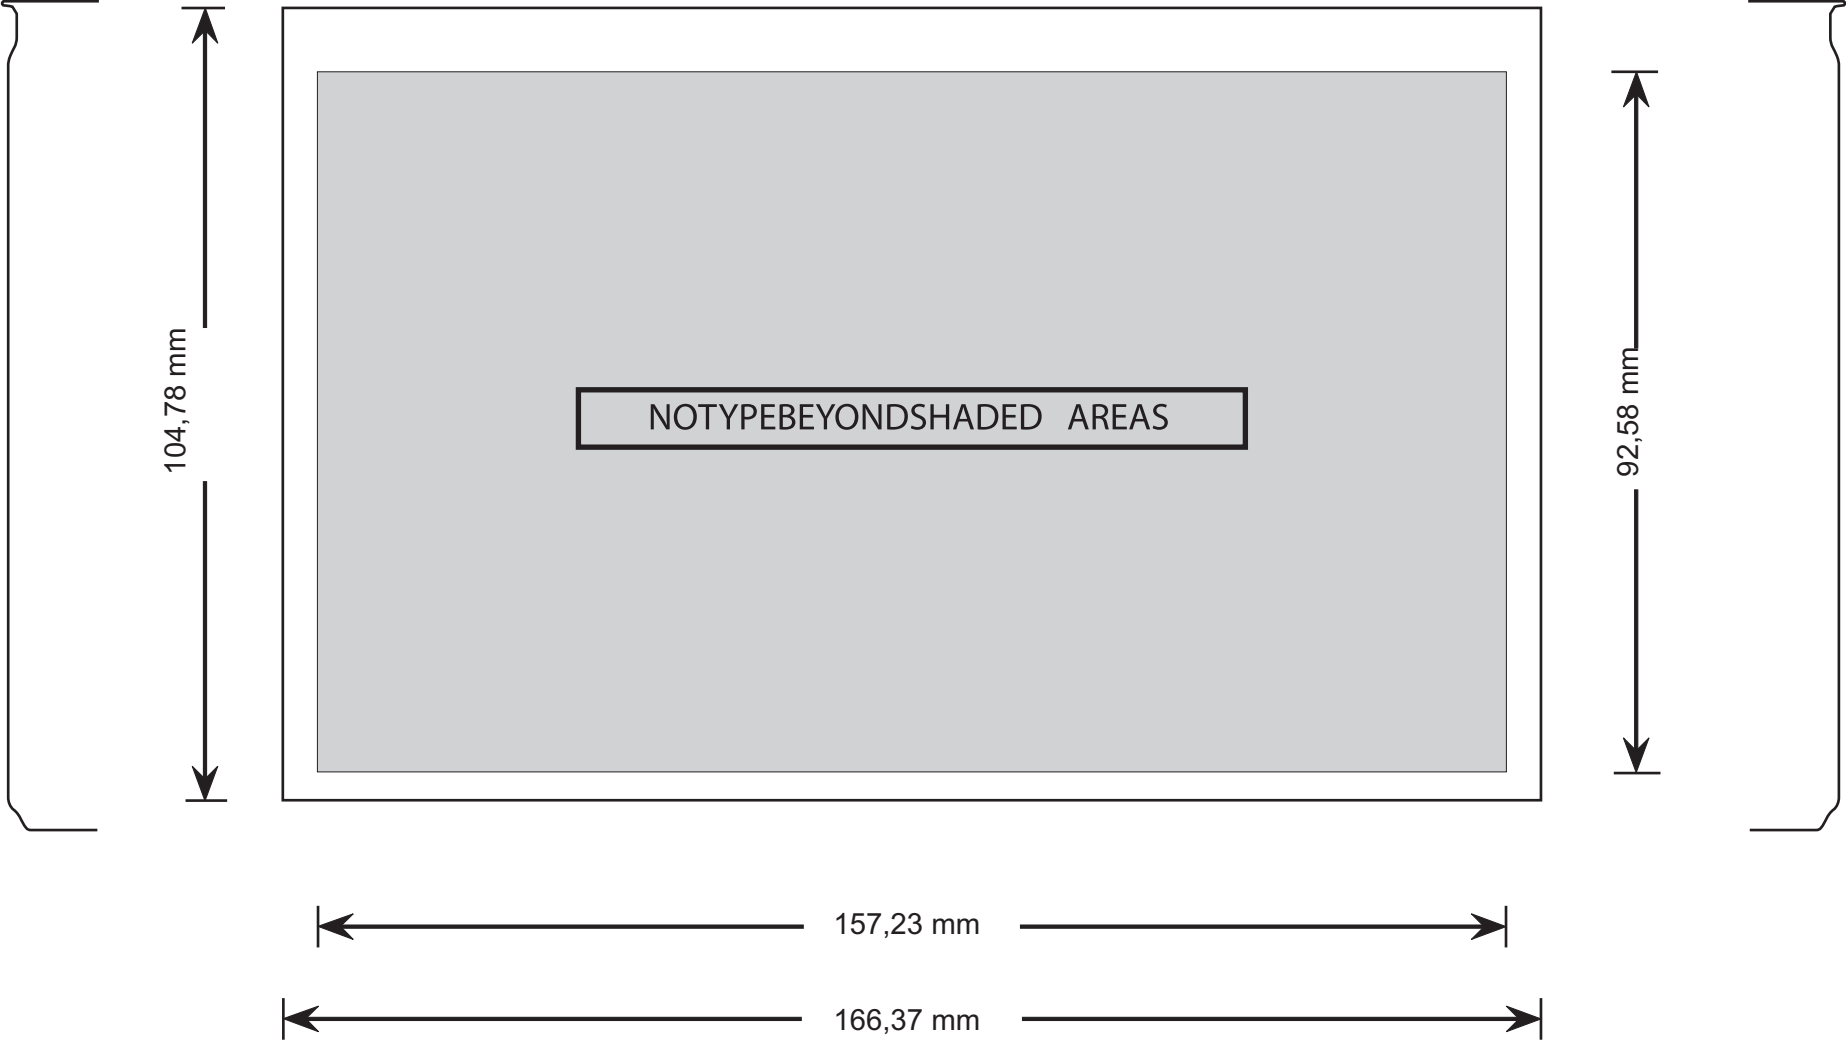 104,78 mm
NOTYPEBEYONDSHADED AREAS
92,58 mm
157,23 mm
166,37 mm